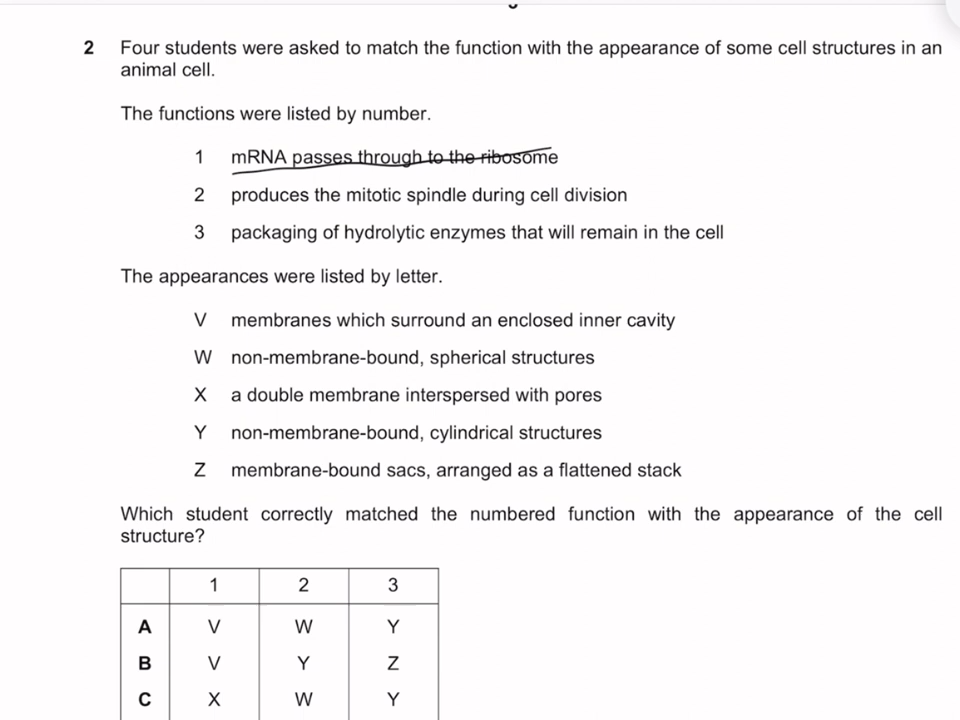 2 Four students were asked to match the function with the appearance of some cell structures in an
animal cell.
The functions were listed by number.
1 mRNA passes through to the ribosome
2 produces the mitotic spindle during cell division
3 packaging of hydrolytic enzymes that will remain in the cell
The appearances were listed by letter.
V membranes which surround an enclosed inner cavity
W non-membrane-bound, spherical structures
X a double membrane interspersed with pores
Y non-membrane-bound, cylindrical structures
Z membrane-bound sacs, arranged as a flattened stack
Which student correctly matched the numbered function with the appearance of the cell
structure?
1 2 3
A V W Y
B V Y Z
C X W Y